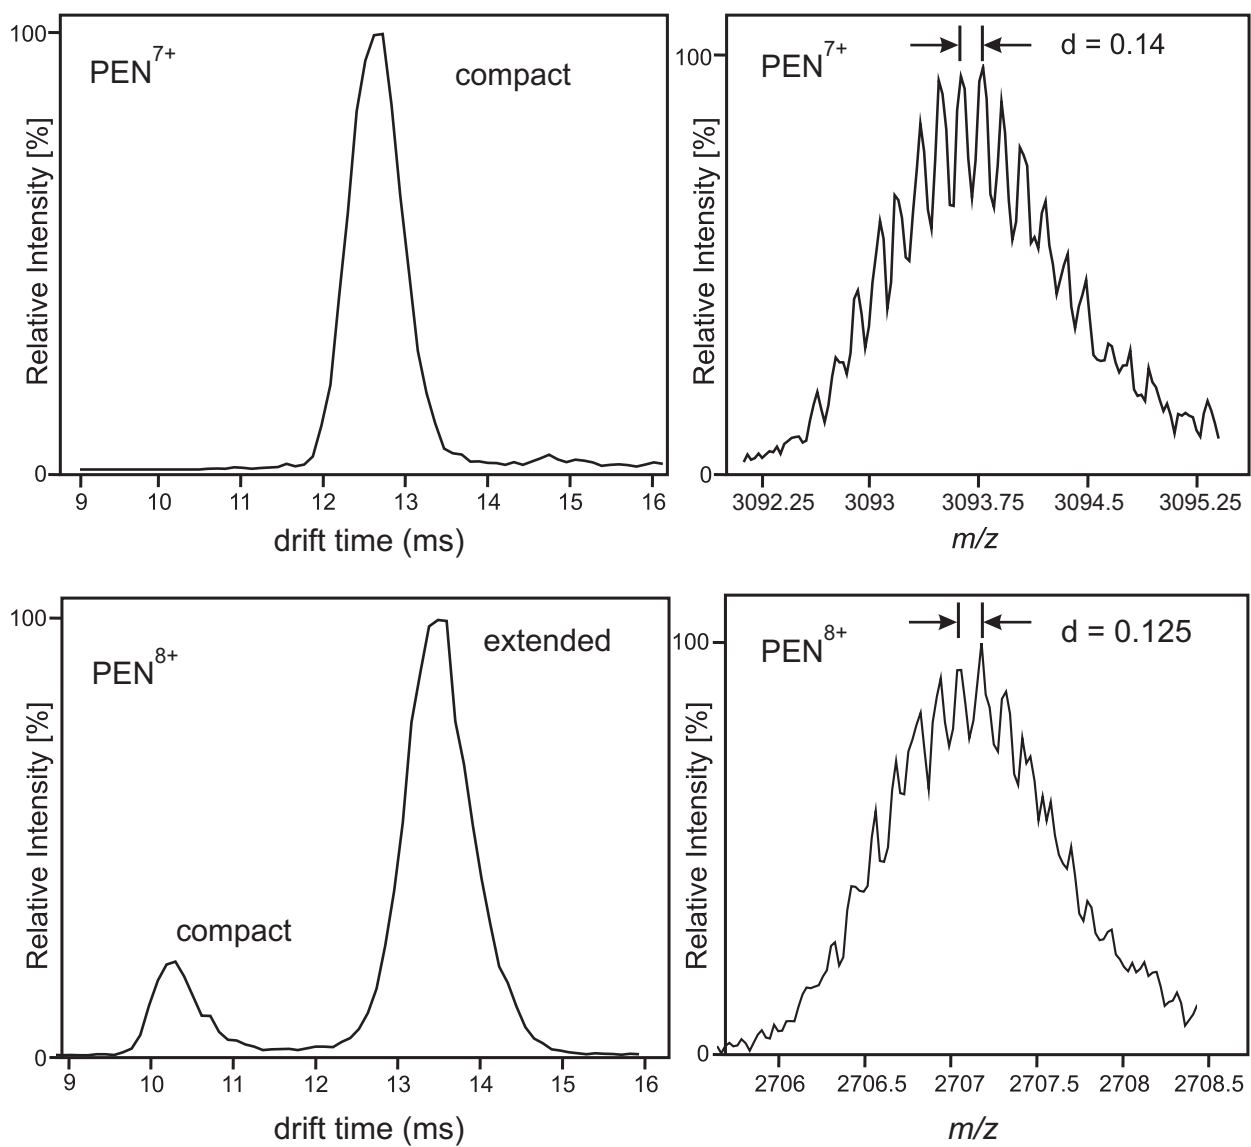 100
PEN7+
compact
Relative Intensity [%]
0
9 10 11 12 13 14 15 16
drift time (ms)
100
PEN7+
d = 0.14
Relative Intensity [%]
0
3092.25 3093 3093.75 3094.5 3095.25
m/z
100
PEN8+
extended
compact
Relative Intensity [%]
0
9 10 11 12 13 14 15 16
drift time (ms)
100
PEN8+
d = 0.125
Relative Intensity [%]
0
2706 2706.5 2707 2707.5 2708 2708.5
m/z